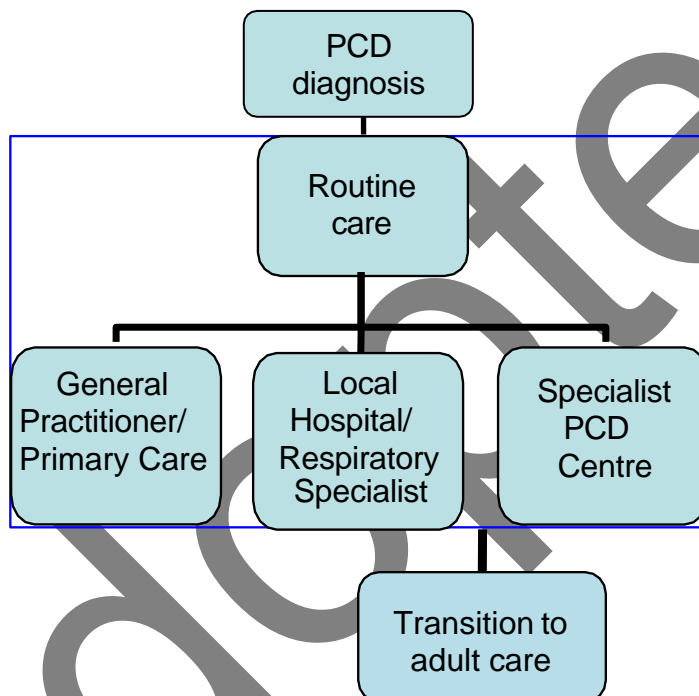 PCD
diagnosis
Routine
care
General
Practitioner/
Primary Care
Local
Hospital/
Respiratory
Specialist
Specialist
PCD
Centre
Transition to
adult care